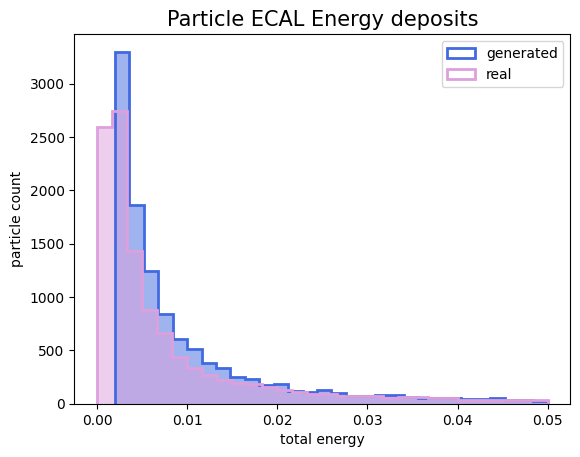 Particle ECAL Energy deposits
generated
real
particle count
3000
2500
2000
1500
1000
500
0
0.00 0.01 0.02 0.03 0.04 0.05
total energy